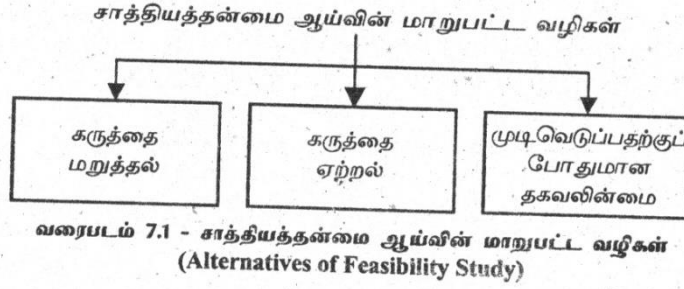 சாத்தியத்தன்மை ஆய்வின் மாறுபட்ட வழிகள்
கருத்தை
மறுத்தல்
கருத்தை
ஏற்றல்
முடிவெடுப்பதற்குப்
போதுமான
தகவலின்மை
வரைபடம் 7.1 - சாத்தியத்தன்மை ஆய்வின் மாறுபட்ட வழிகள்
(Alternatives of Feasibility Study)